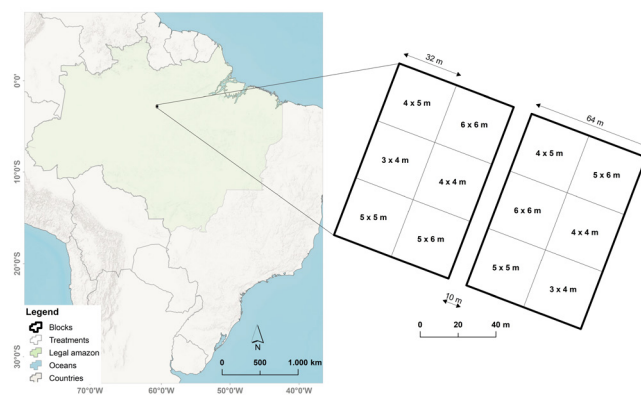 0°0'
10°0'S
20°0'S
30°0'S
70°0'W
60°0'W
50°0'W
40°0'W
Legend
Blocks
Treatments
Legal amazon
Oceans
Countries
N
0 500 1.000 km
32 m
4 x 5 m
6 x 6 m
3 x 4 m
4 x 4 m
5 x 5 m
5 x 6 m
10 m
64 m
4 x 5 m
5 x 6 m
6 x 6 m
4 x 4 m
5 x 5 m
3 x 4 m
0 20 40 m